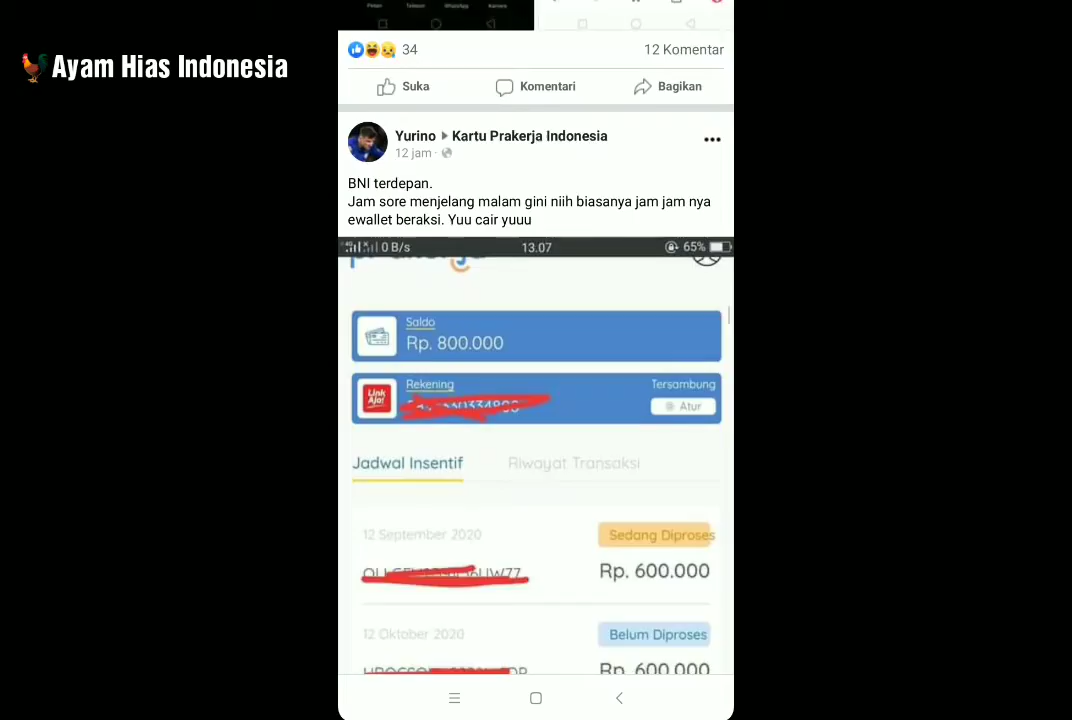 Ayam Hias Indonesia
34
12 Komentar
Suka
Komentari
Bagikan
Yurino ▸ Kartu Prakerja Indonesia
12 jam ·
BNI terdepan.
Jam sore menjelang malam gini niih biasanya jam jam nya
ewallet beraksi. Yuu cair yuuu
0 B/s
13.07
65%
Saldo
Rp. 800.000
Link Aja!
Rekening
Tersambung
Atur
Jadwal Insentif
Riwayat Transaksi
12 September 2020
Sedang Diproses
Rp. 600.000
12 Oktober 2020
Belum Diproses
Rp. 600.000